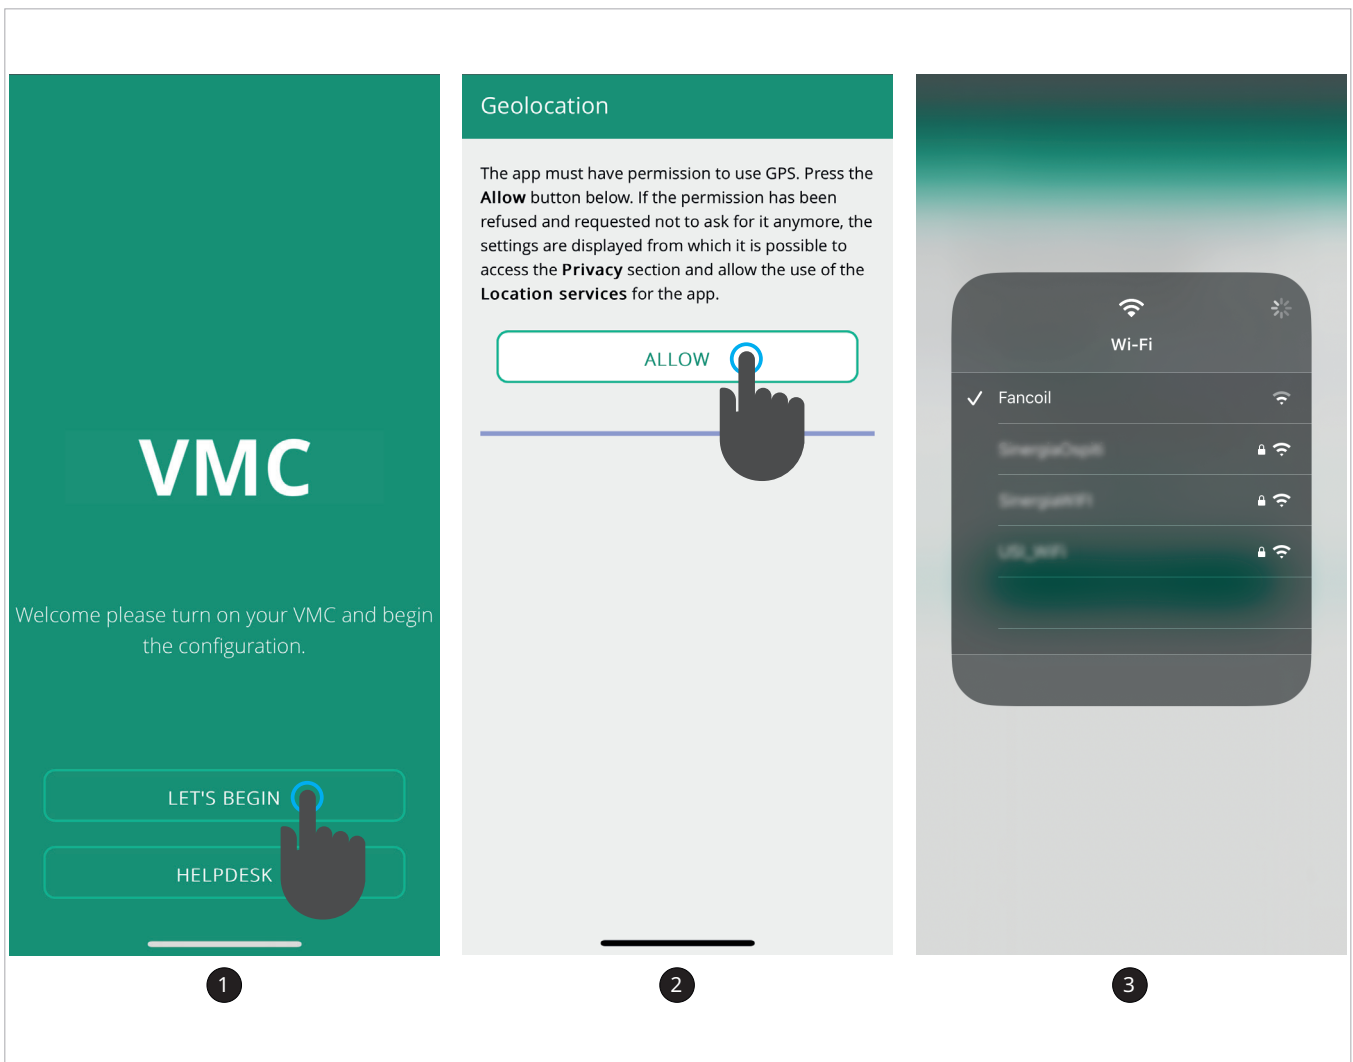 VMC
Welcome please turn on your VMC and begin
the configuration.
LET'S BEGIN
HELPDESK
1
Geolocation
The app must have permission to use GPS. Press the
Allow button below. If the permission has been
refused and requested not to ask for it anymore, the
settings are displayed from which it is possible to
access the Privacy section and allow the use of the
Location services for the app.
ALLOW
2
Wi-Fi
Fancoil
SinergiaOspiti
SinergiaWIFI
USI_WiFi
3